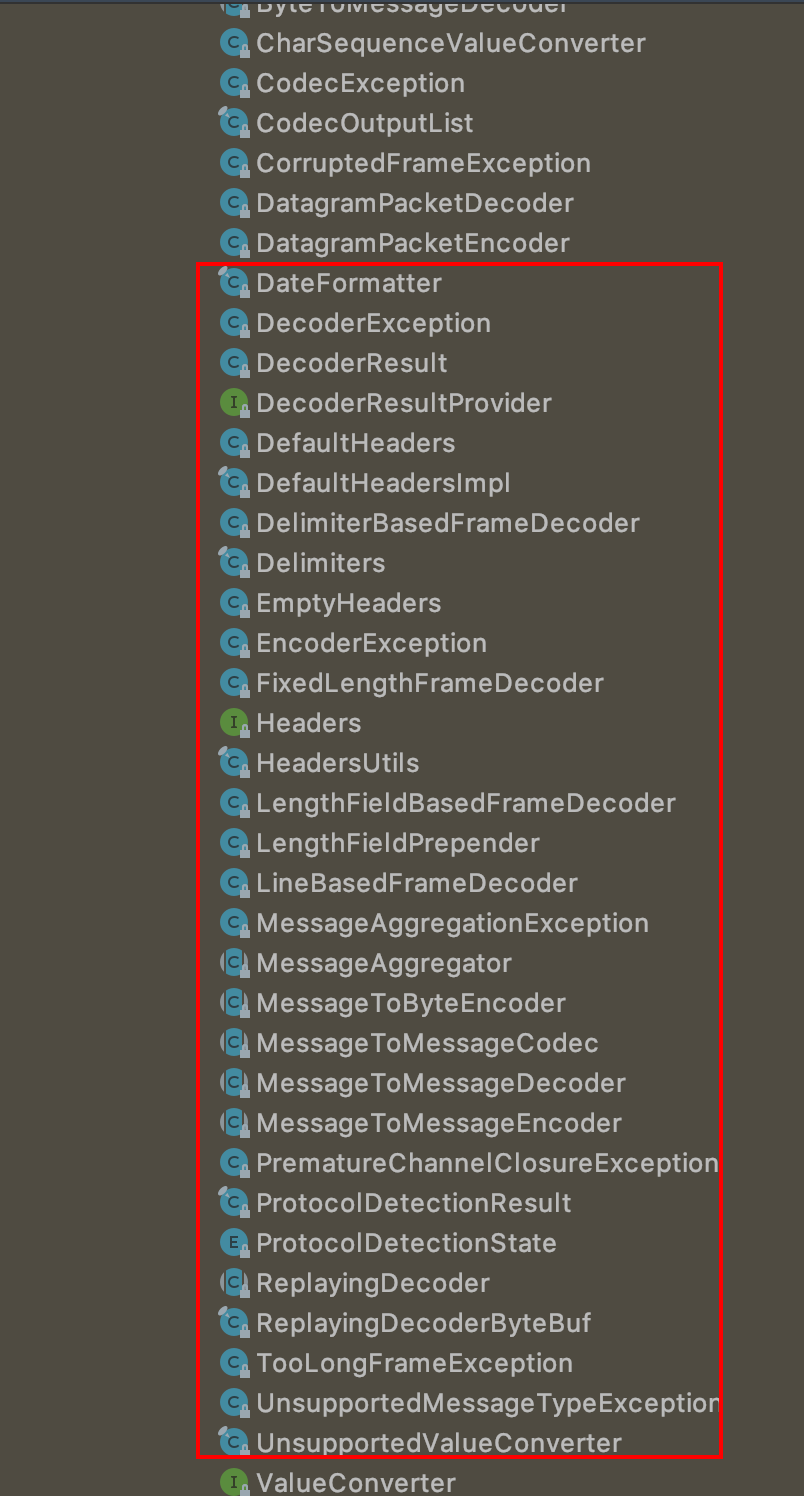 ByteToMessageDecoder
CharSequenceValueConverter
CodecException
CodecOutputList
CorruptedFrameException
DatagramPacketDecoder
DatagramPacketEncoder
DateFormatter
DecoderException
DecoderResult
DecoderResultProvider
DefaultHeaders
DefaultHeadersImpl
DelimiterBasedFrameDecoder
Delimiters
EmptyHeaders
EncoderException
FixedLengthFrameDecoder
Headers
HeadersUtils
LengthFieldBasedFrameDecoder
LengthFieldPrepender
LineBasedFrameDecoder
MessageAggregationException
MessageAggregator
MessageToByteEncoder
MessageToMessageCodec
MessageToMessageDecoder
MessageToMessageEncoder
PrematureChannelClosureException
ProtocolDetectionResult
ProtocolDetectionState
ReplayingDecoder
ReplayingDecoderByteBuf
TooLongFrameException
UnsupportedMessageTypeException
UnsupportedValueConverter
ValueConverter